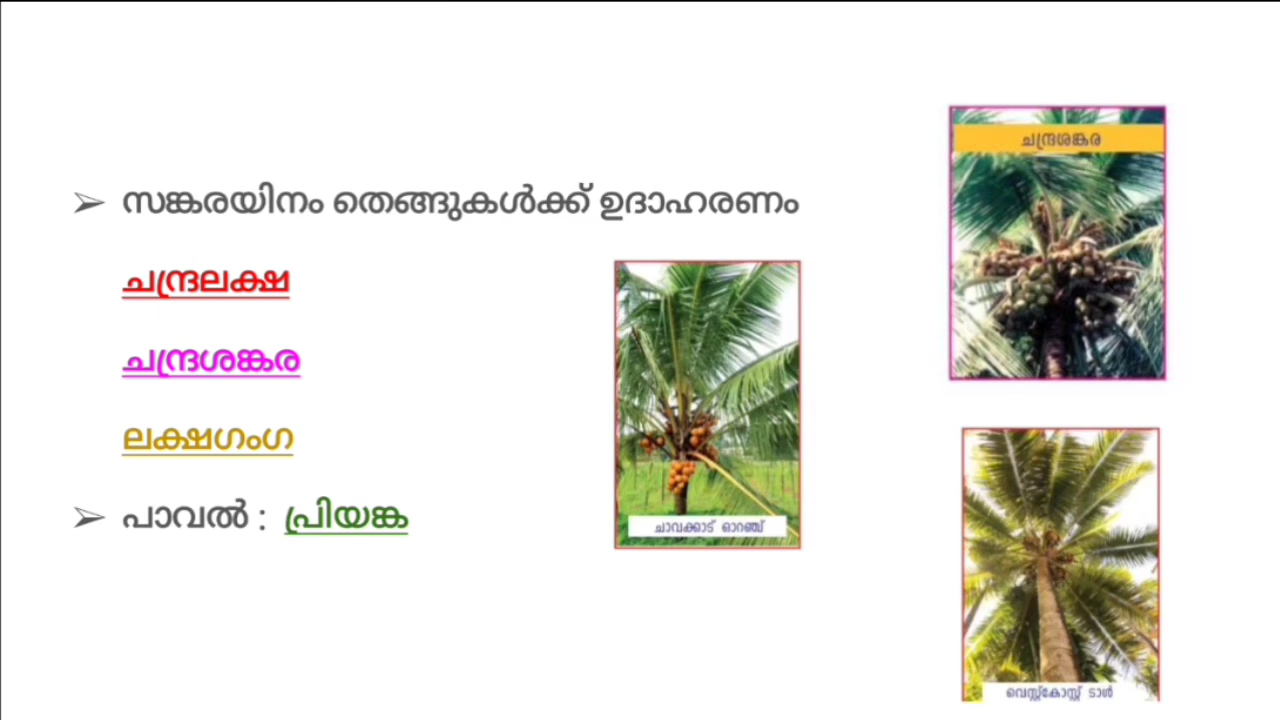 സങ്കരയിനം തെങ്ങുകൾക്ക് ഉദാഹരണം
ചന്ദ്രലക്ഷ
ചന്ദ്രശങ്കര
ലക്ഷഗംഗ
പാവൽ : പ്രിയങ്ക
ചന്ദ്രശങ്കര
ചാവക്കാട് ഓറഞ്ച്
വെസ്റ്റ്കോസ്റ്റ് ടാൾ